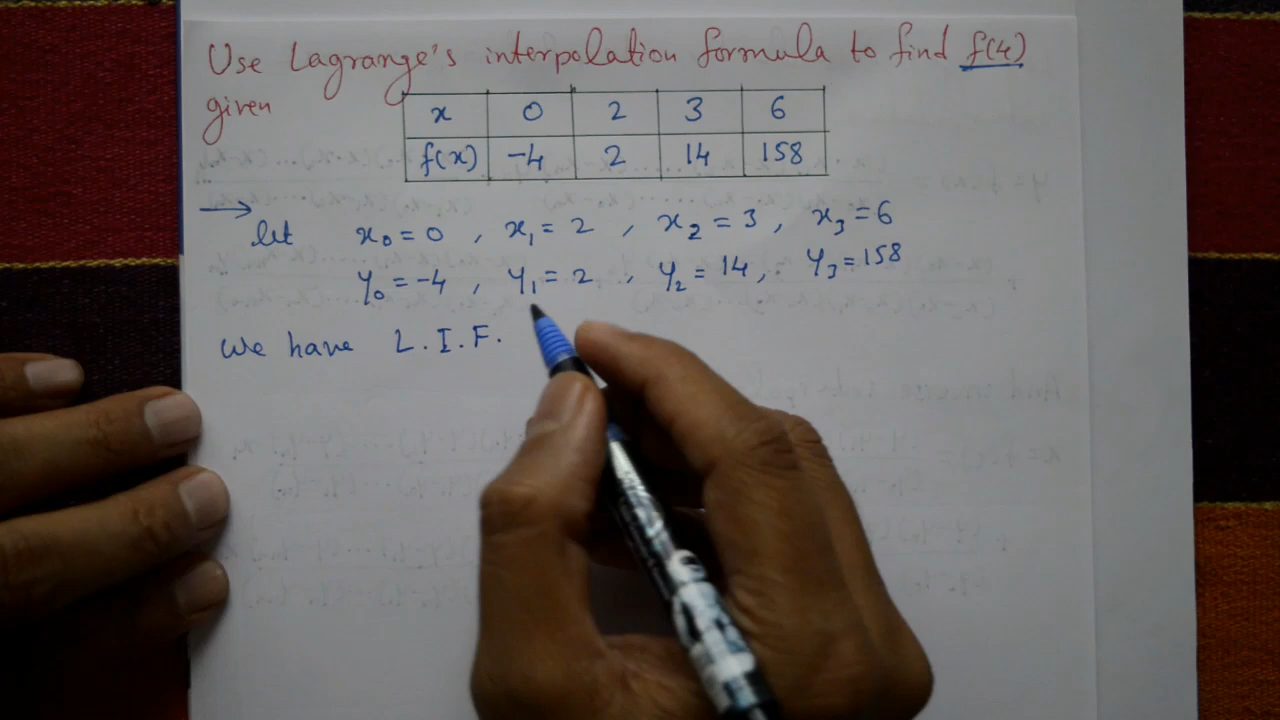 Use Lagrange's interpolation formula to find f(4)
given
x 0 2 3 6
f(x) -4 2 14 158
→ let x₀ = 0 , x₁ = 2 , x₂ = 3 , x₃ = 6
y₀ = -4 , y₁ = 2 , y₂ = 14 , y₃ = 158
We have L.I.F.